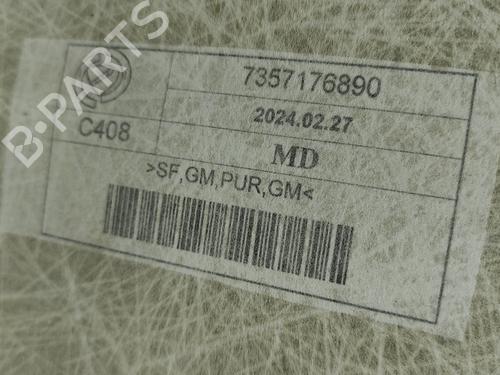 B-PARTS
7357176890
C408
2024.02.27
MD
>SF,GM,PUR,GM<